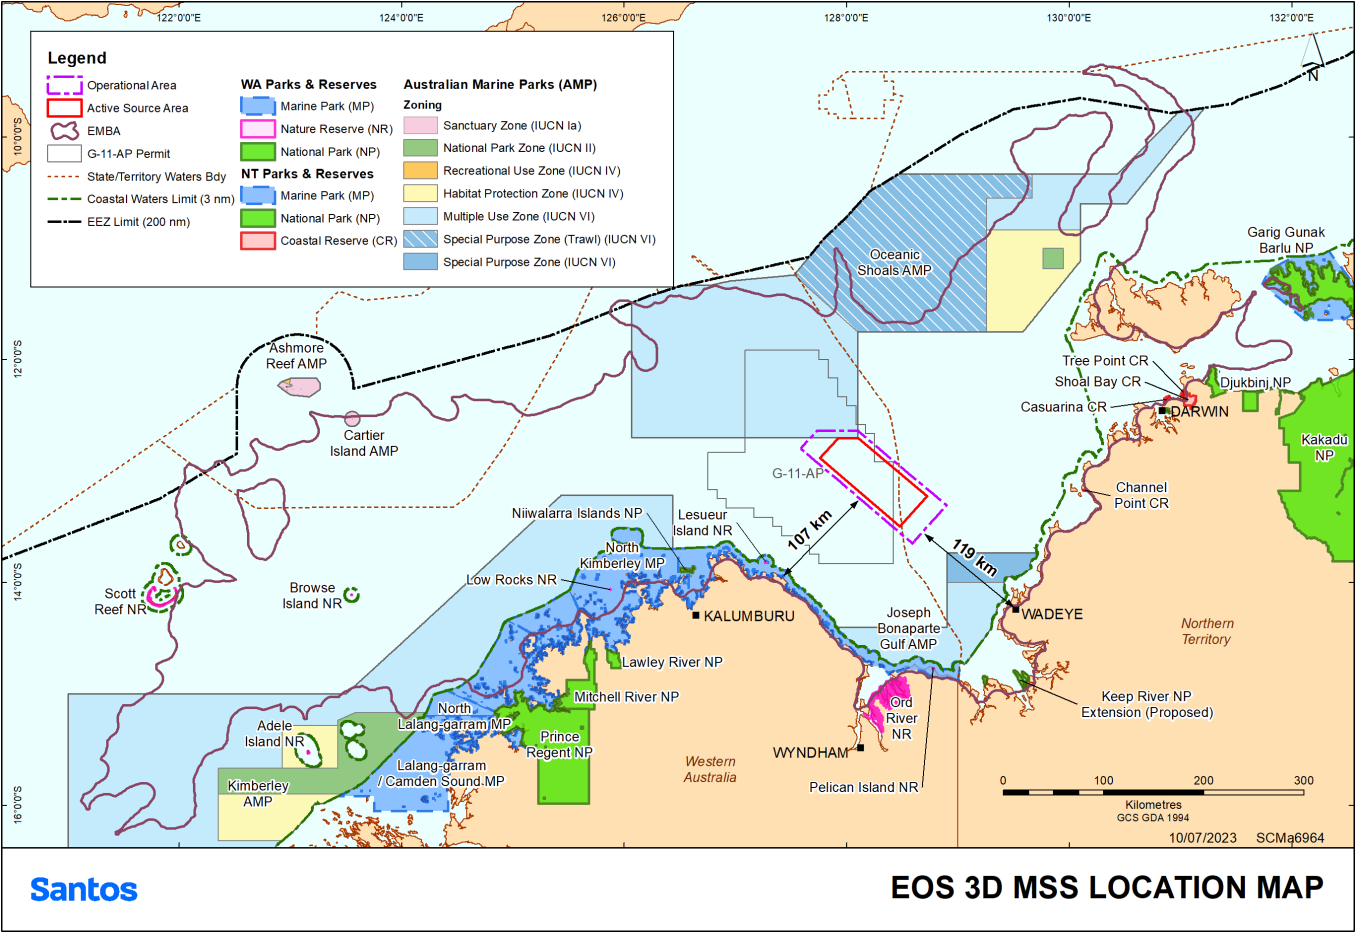 122°0'0"E
124°0'0"E
126°0'0"E
128°0'0"E
130°0'0"E
132°0'0"E
Legend
Operational Area
Active Source Area
EMBA
G-11-AP Permit
State/Territory Waters Bdy
Coastal Waters Limit (3 nm)
EEZ Limit (200 nm)
WA Parks & Reserves
Marine Park (MP)
Nature Reserve (NR)
National Park (NP)
NT Parks & Reserves
Marine Park (MP)
National Park (NP)
Coastal Reserve (CR)
Australian Marine Parks (AMP)
Zoning
Sanctuary Zone (IUCN Ia)
National Park Zone (IUCN II)
Recreational Use Zone (IUCN IV)
Habitat Protection Zone (IUCN IV)
Multiple Use Zone (IUCN VI)
Special Purpose Zone (Trawl) (IUCN VI)
Special Purpose Zone (IUCN VI)
N
10°0'0"S
12°0'0"S
14°0'0"S
16°0'0"S
Garig Gunak
Barlu NP
Oceanic
Shoals AMP
Ashmore
Reef AMP
Cartier
Island AMP
Tree Point CR
Shoal Bay CR
Casuarina CR
Djukbinj NP
DARWIN
Kakadu
NP
Channel
Point CR
G-11-AP
107 km
119 km
Niiwalarra Islands NP
Lesueur
Island NR
North
Kimberley MP
Low Rocks NR
Scott
Reef NR
Browse
Island NR
KALUMBURU
Joseph
Bonaparte
Gulf AMP
WADEYE
Northern
Territory
Lawley River NP
Mitchell River NP
Keep River NP
Extension (Proposed)
Ord
River
NR
North
Lalang-garram MP
Adele
Island NR
Prince
Regent NP
WYNDHAM
Western
Australia
Lalang-garram
/ Camden Sound MP
Kimberley
AMP
Pelican Island NR
0 100 200 300
Kilometres
GCS GDA 1994
10/07/2023 SCMa6964
Santos
EOS 3D MSS LOCATION MAP